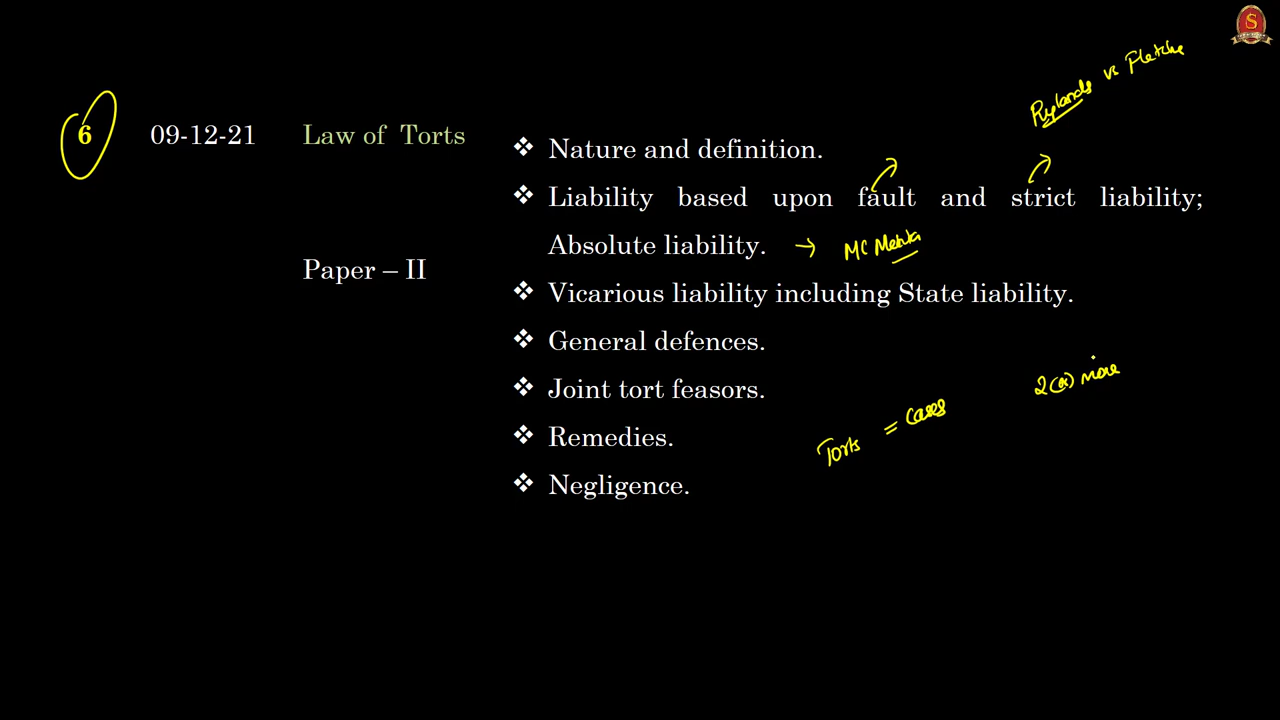 S
Rylands vs Fletche
6 09-12-21 Law of Torts
❖ Nature and definition.
❖ Liability based upon fault and strict liability;
Absolute liability. → MC Mehta
Paper – II
❖ Vicarious liability including State liability.
❖ General defences.
❖ Joint tort feasors.
2 (or) more
Torts = cases
❖ Remedies.
❖ Negligence.